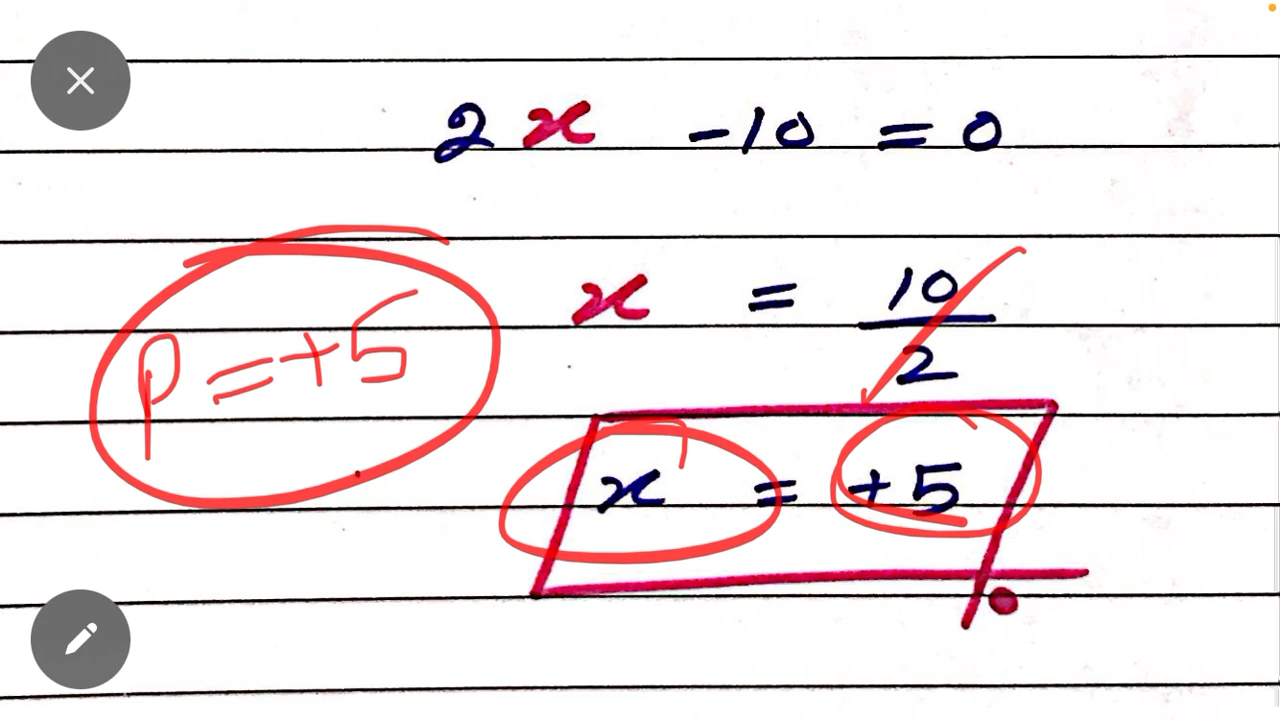 2x -10 = 0
x = 10/2
p = +5
x = +5